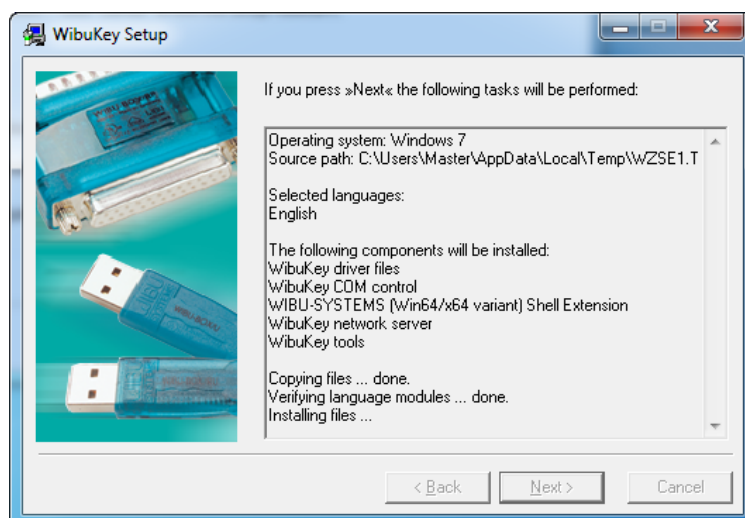 WibuKey Setup
If you press »Next« the following tasks will be performed:
Operating system: Windows 7
Source path: C:\Users\Master\AppData\Local\Temp\WZSE1.T
Selected languages:
English
The following components will be installed:
WibuKey driver files
WibuKey COM control
WIBU-SYSTEMS (Win64/x64 variant) Shell Extension
WibuKey network server
WibuKey tools
Copying files ... done.
Verifying language modules ... done.
Installing files ...
< Back
Next >
Cancel